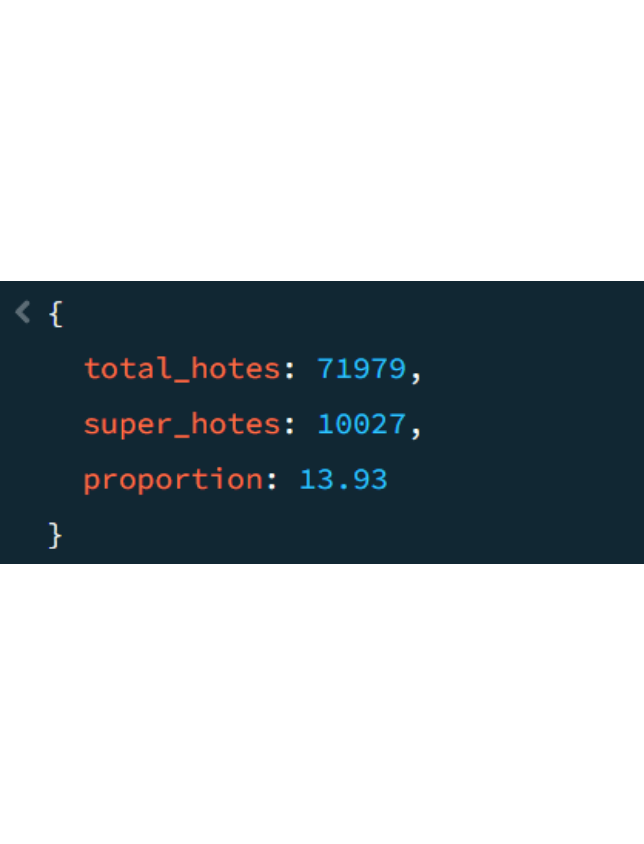 {
total_hotes: 71979,
super_hotes: 10027,
proportion: 13.93
}